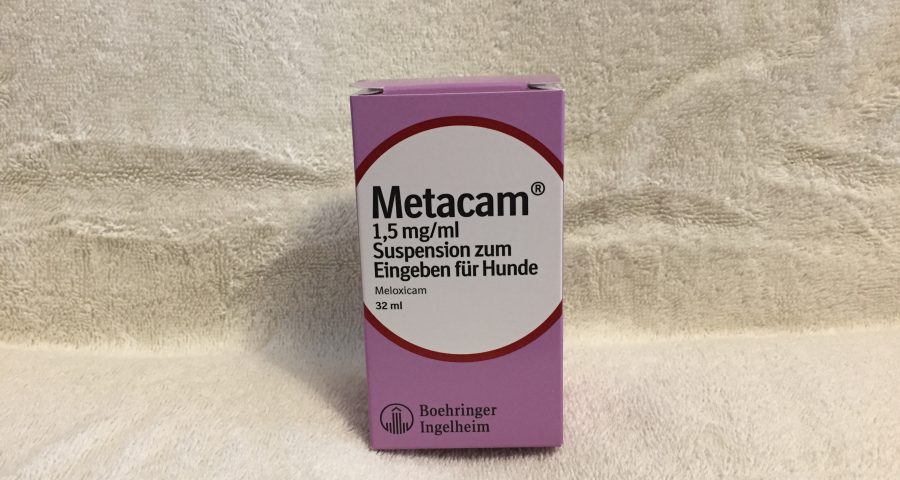 Metacam®
1,5 mg/ml
Suspension zum
Eingeben für Hunde
Meloxicam
32 ml
Boehringer
Ingelheim